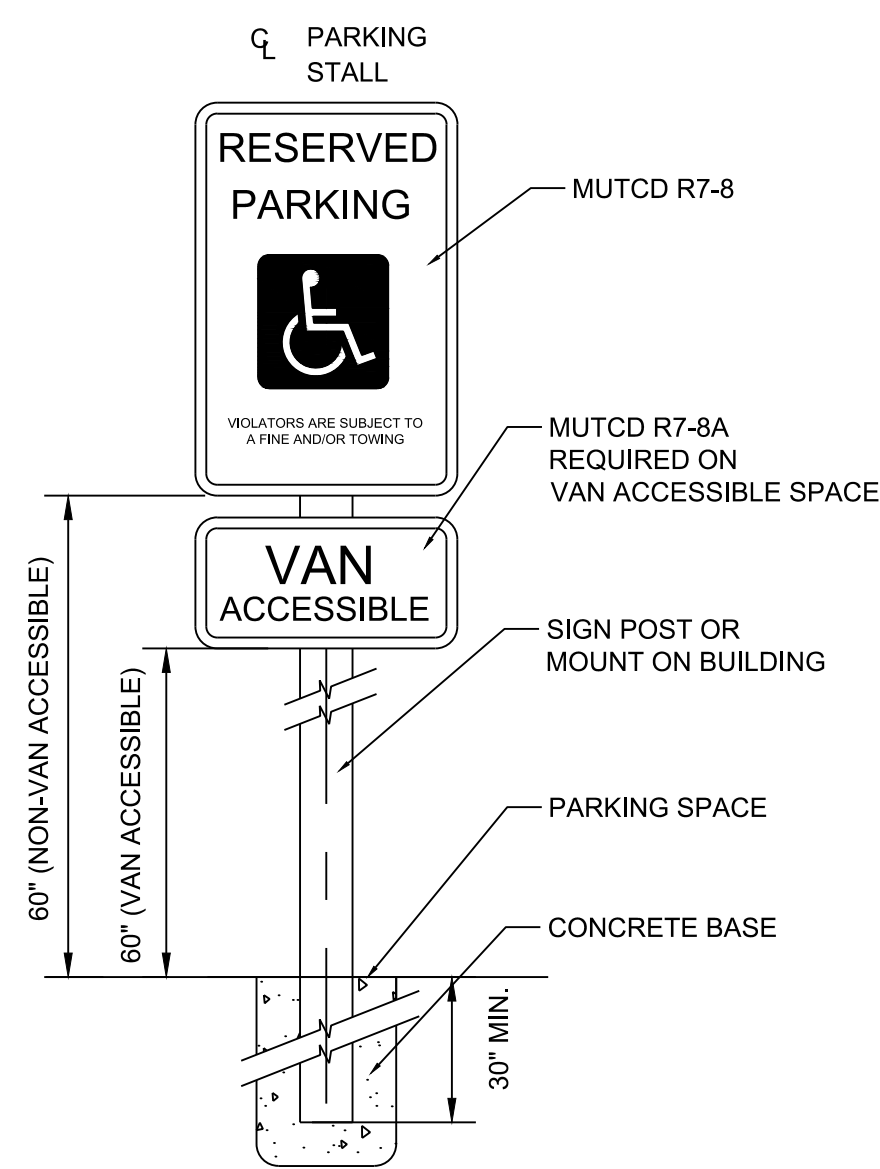 ℄ PARKING
STALL
RESERVED
PARKING
VIOLATORS ARE SUBJECT TO
A FINE AND/OR TOWING
VAN
ACCESSIBLE
MUTCD R7-8
MUTCD R7-8A
REQUIRED ON
VAN ACCESSIBLE SPACE
SIGN POST OR
MOUNT ON BUILDING
PARKING SPACE
CONCRETE BASE
60" (NON-VAN ACCESSIBLE)
60" (VAN ACCESSIBLE)
30" MIN.